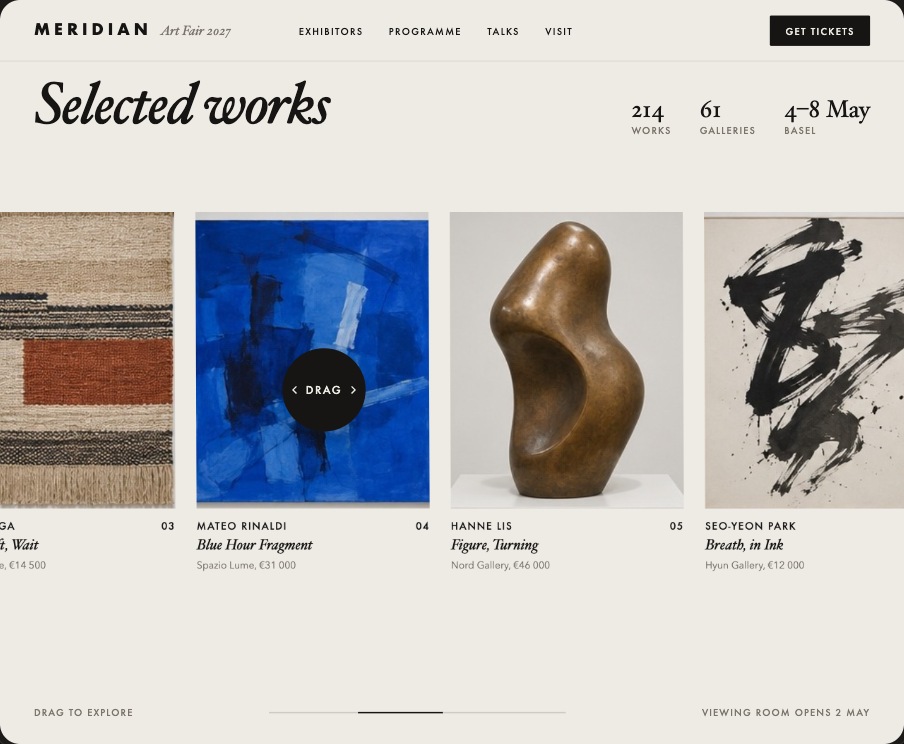 MERIDIAN Art Fair 2027
EXHIBITORS PROGRAMME TALKS VISIT
GET TICKETS
Selected works
214 61 4–8 May
WORKS GALLERIES BASEL
‹ DRAG ›
GA 03
t, Wait
e, €14 500
MATEO RINALDI 04
Blue Hour Fragment
Spazio Lume, €31 000
HANNE LIS 05
Figure, Turning
Nord Gallery, €46 000
SEO-YEON PARK
Breath, in Ink
Hyun Gallery, €12 000
DRAG TO EXPLORE
VIEWING ROOM OPENS 2 MAY